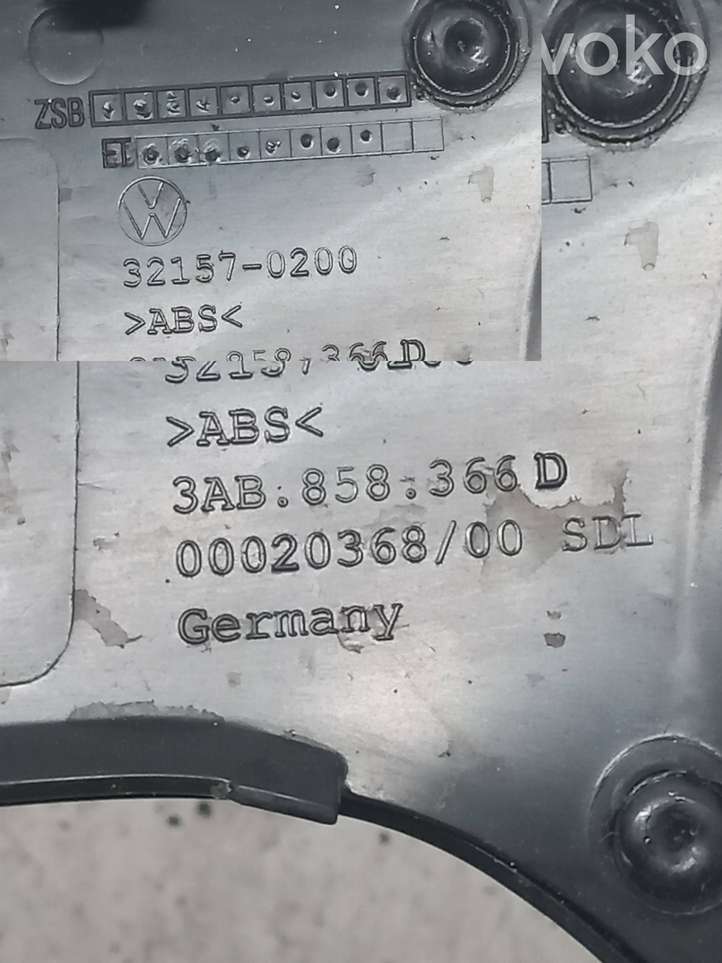 voko
ZSB
ET
32157-0200
>ABS<
>ABS<
3AB.858.366 D
00020368/00 SDL
Germany